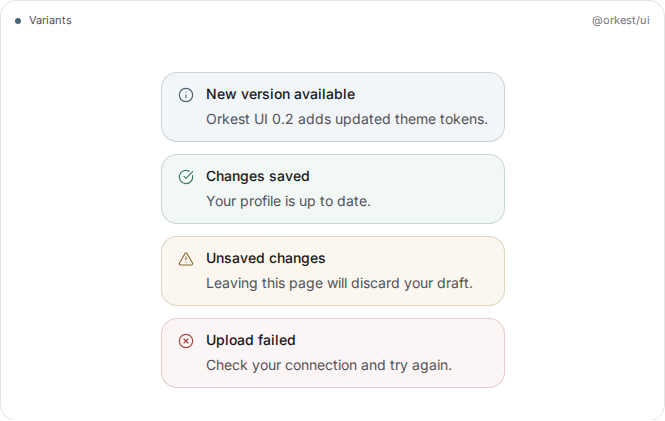 Variants
@orkest/ui
New version available
Orkest UI 0.2 adds updated theme tokens.
Changes saved
Your profile is up to date.
Unsaved changes
Leaving this page will discard your draft.
Upload failed
Check your connection and try again.